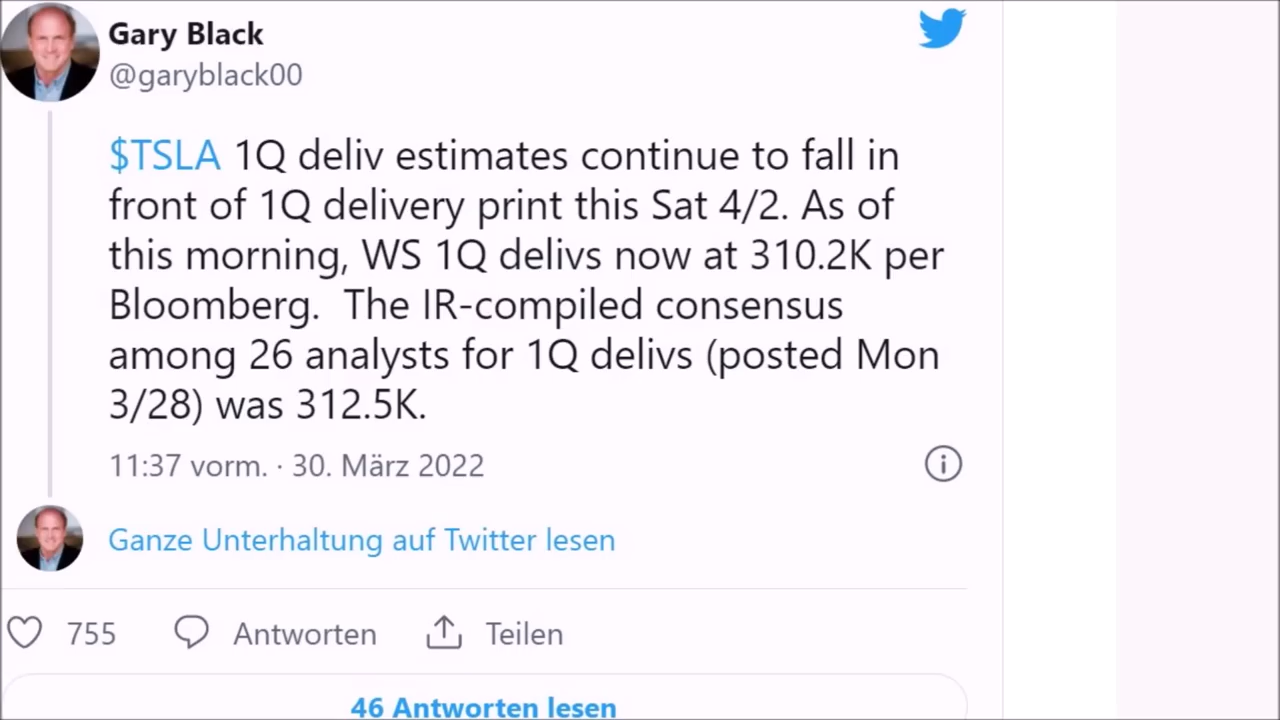 Gary Black
@garyblack00
$TSLA 1Q deliv estimates continue to fall in
front of 1Q delivery print this Sat 4/2. As of
this morning, WS 1Q delivs now at 310.2K per
Bloomberg.  The IR-compiled consensus
among 26 analysts for 1Q delivs (posted Mon
3/28) was 312.5K.
11:37 vorm. · 30. März 2022
Ganze Unterhaltung auf Twitter lesen
755 Antworten Teilen
46 Antworten lesen